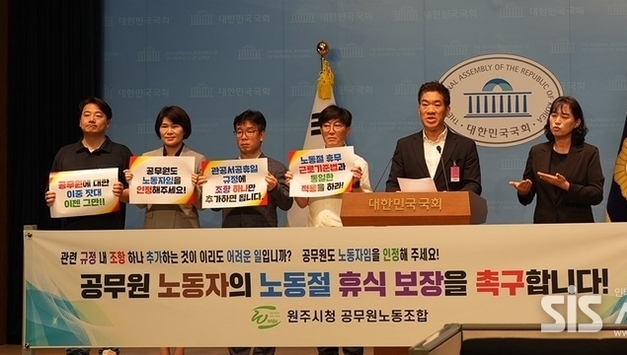 THE NATIONAL ASSEMBLY OF THE REPUBLIC OF KOREA
대한민국국회
공무원에 대한
이중 잣대
이젠 그만!!
공무원도
노동자임을
인정해주세요!
관공서공휴일
규정에
조항 하나만
추가하면 됩니다.
노동절 휴무
근로기준법과
동일한
적용을 하라!
대한민국국회
관련 규정 내 조항 하나 추가하는 것이 이리도 어려운 일입니까? 공무원도 노동자임을 인정해 주세요!
공무원 노동자의 노동절 휴식 보장을 촉구합니다!
원주시청 공무원노동조합
SiS